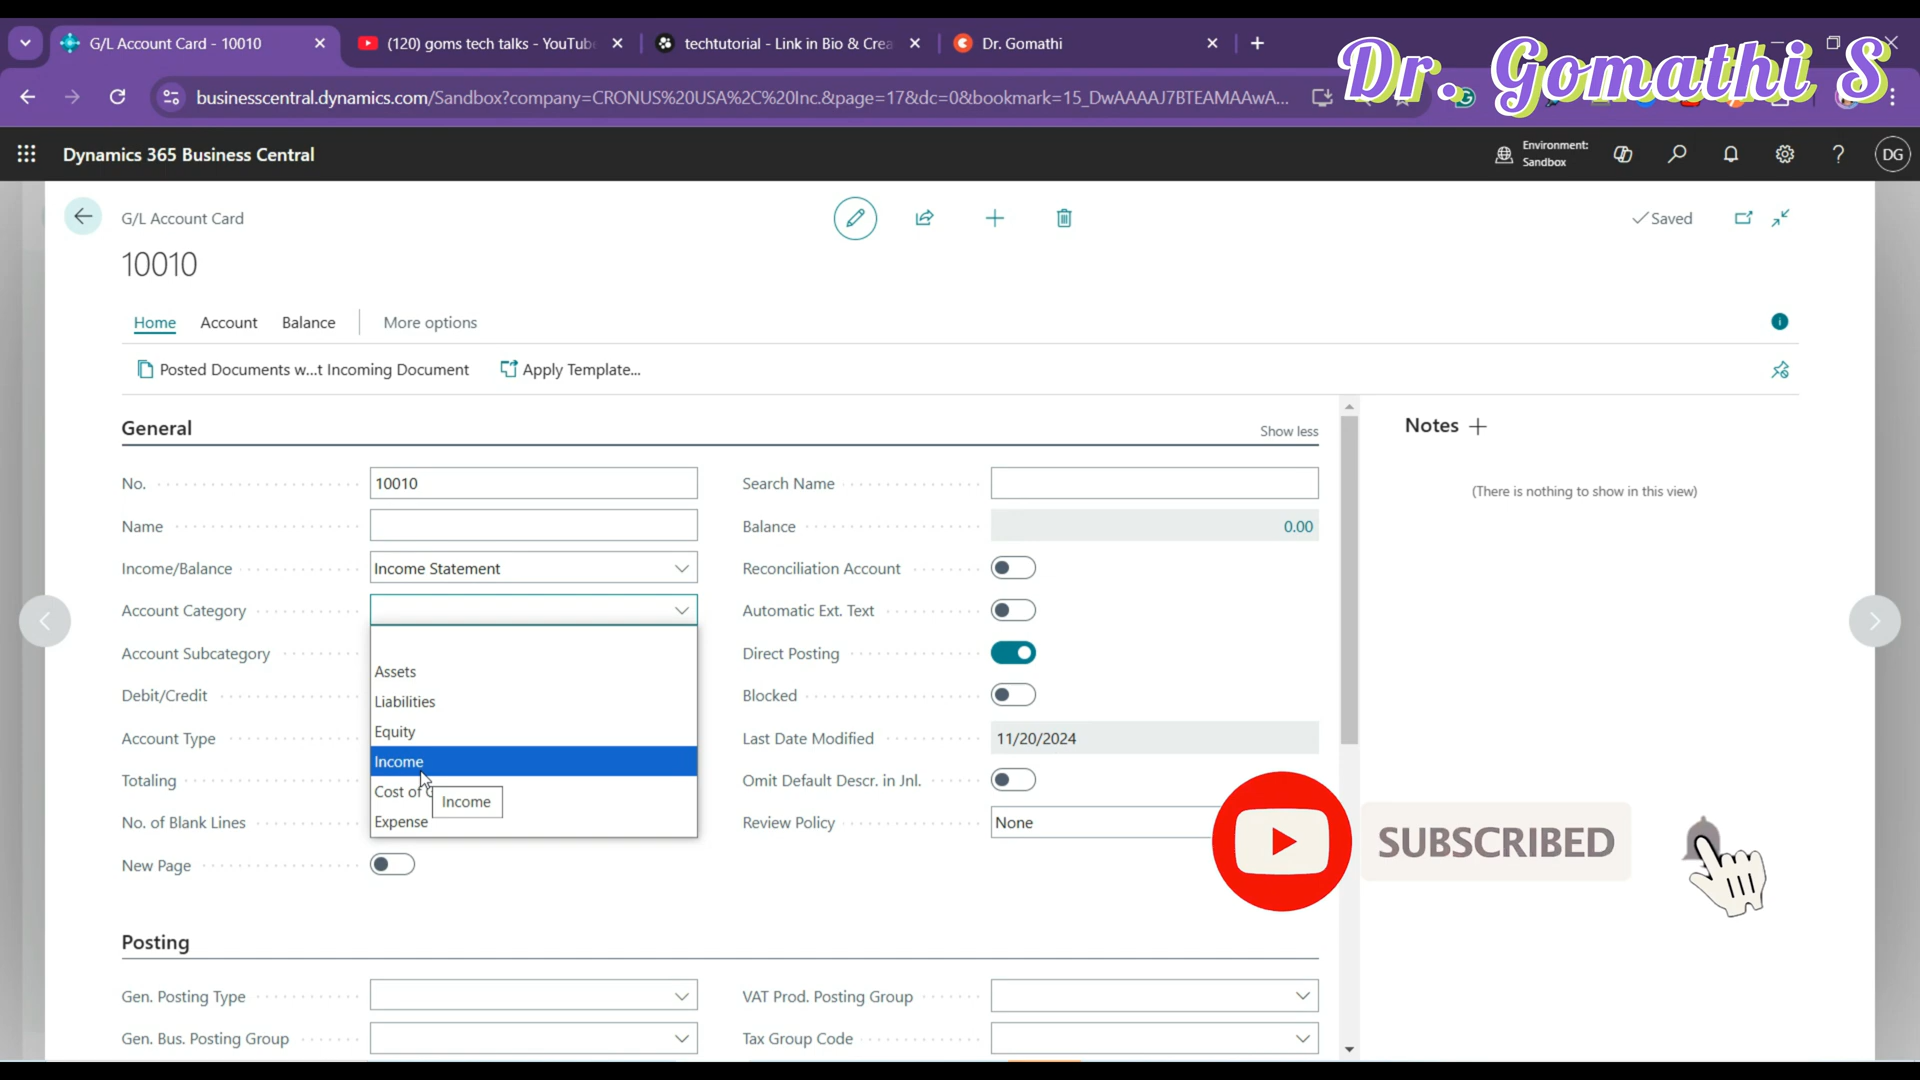 G/L Account Card - 10010
(120) goms tech talks - YouTub
techtutorial - Link in Bio & Crea
Dr. Gomathi
Dr. Gomathi S
businesscentral.dynamics.com/Sandbox?company=CRONUS%20USA%2C%20Inc.&page=17&dc=0&bookmark=15_DwAAAAJ7BTEAMAAwA...
Dynamics 365 Business Central
Environment:
Sandbox
DG
G/L Account Card
Saved
10010
Home
Account
Balance
More options
Posted Documents w...t Incoming Document
Apply Template...
General
Show less
Notes
(There is nothing to show in this view)
No.
10010
Search Name
Name
Balance
0.00
Income/Balance
Income Statement
Reconciliation Account
Account Category
Automatic Ext. Text
Account Subcategory
Assets
Direct Posting
Debit/Credit
Liabilities
Blocked
Account Type
Equity
Last Date Modified
11/20/2024
Income
Totaling
Cost of
Income
Omit Default Descr. in Jnl.
No. of Blank Lines
Expense
Review Policy
None
SUBSCRIBED
New Page
Posting
Gen. Posting Type
VAT Prod. Posting Group
Gen. Bus. Posting Group
Tax Group Code